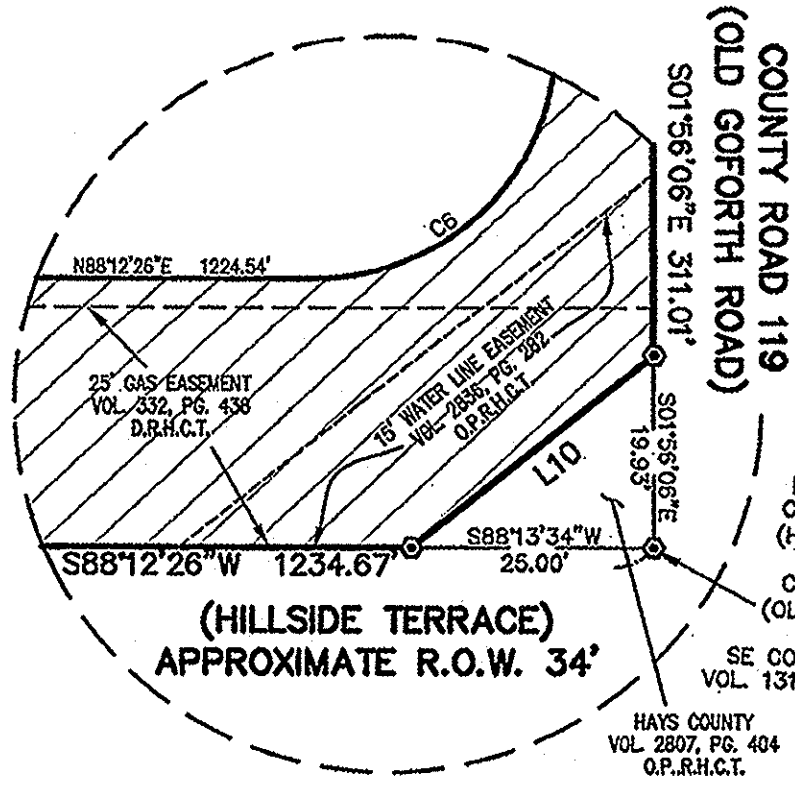 COUNTY ROAD 119
(OLD GOFORTH ROAD)
S01°56'06"E 311.01'
C6
N88°12'26"E 1224.54'
25' GAS EASEMENT
VOL. 332, PG. 438
D.R.H.C.T.
15' WATER LINE EASEMENT
VOL. 2836, PG. 282
O.P.R.H.C.T.
L10
S01°56'06"E
19.93'
S88°13'34"W
25.00'
S88°12'26"W 1234.67'
(HILLSIDE TERRACE)
APPROXIMATE R.O.W. 34'
(H
C
(OL
SE CO
VOL. 131
HAYS COUNTY
VOL 2807, PG. 404
O.P..R.H.C.T.